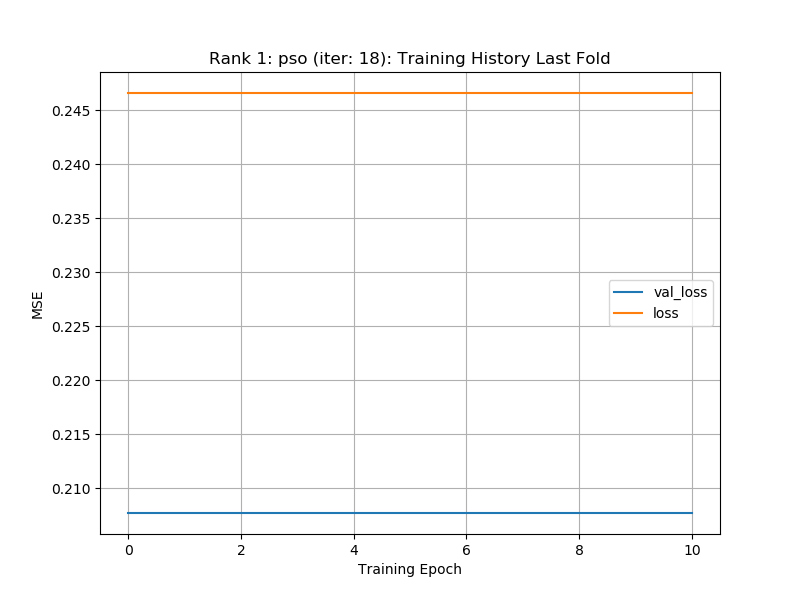 Rank 1: pso (iter: 18): Training History Last Fold
0.245
0.240
0.235
0.230
0.225
0.220
0.215
0.210
MSE
val_loss
loss
0 2 4 6 8 10
Training Epoch